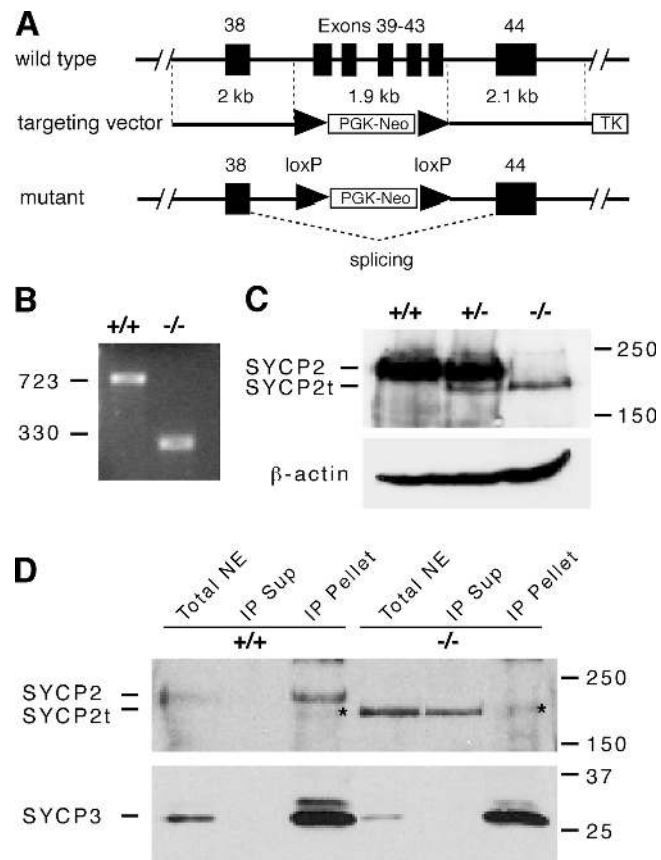 A
38 Exons 39-43 44
wild type
2 kb 1.9 kb 2.1 kb
targeting vector PGK-Neo TK
38 loxP loxP 44
mutant PGK-Neo
splicing
B
+/+ -/-
723
330
C
+/+ +/- -/-
SYCP2 250
SYCP2t
150
β-actin
D
Total NE IP Sup IP Pellet Total NE IP Sup IP Pellet
+/+ -/-
SYCP2 250
SYCP2t * *
150
37
SYCP3
25